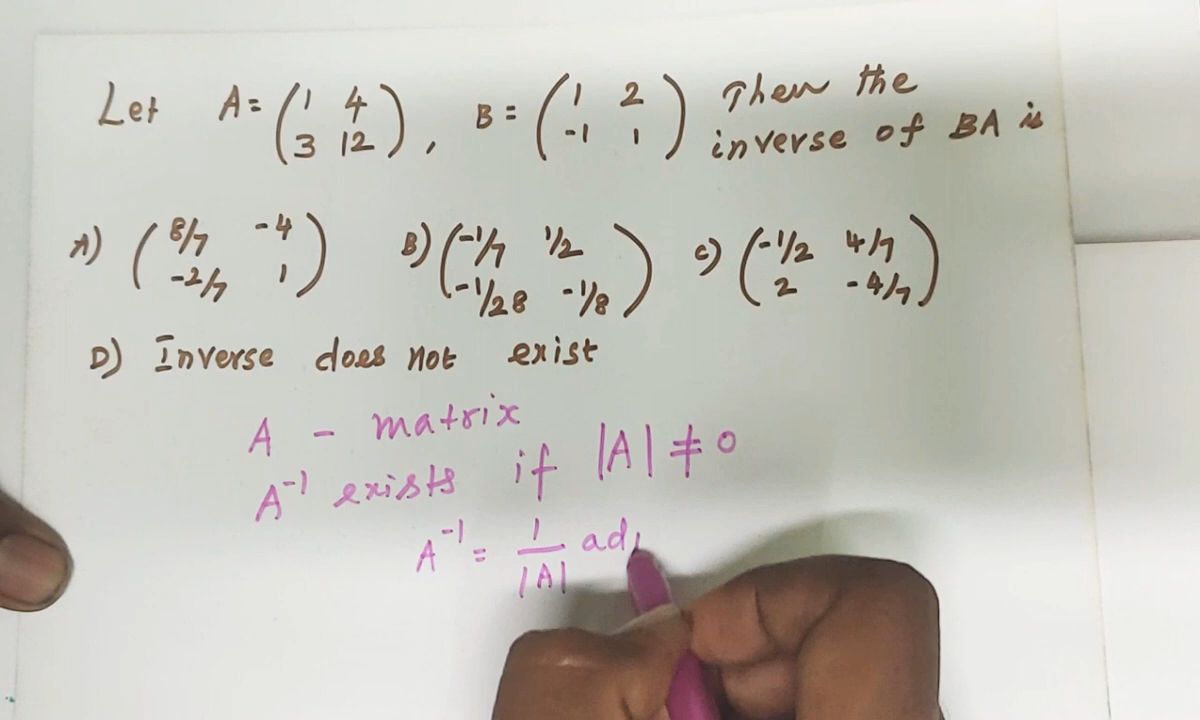 Let A = (1 4), B = (1 2) Then the
(3 12) (-1 1) inverse of BA is
A) (8/7 -4) B) (-1/7 1/2) C) (-1/2 4/7)
(-2/7 1) (-1/28 -1/8) (2 -4/7)
D) Inverse does not exist
A - matrix
A⁻¹ exists if |A| ≠ 0
A⁻¹ = 1/|A| adj